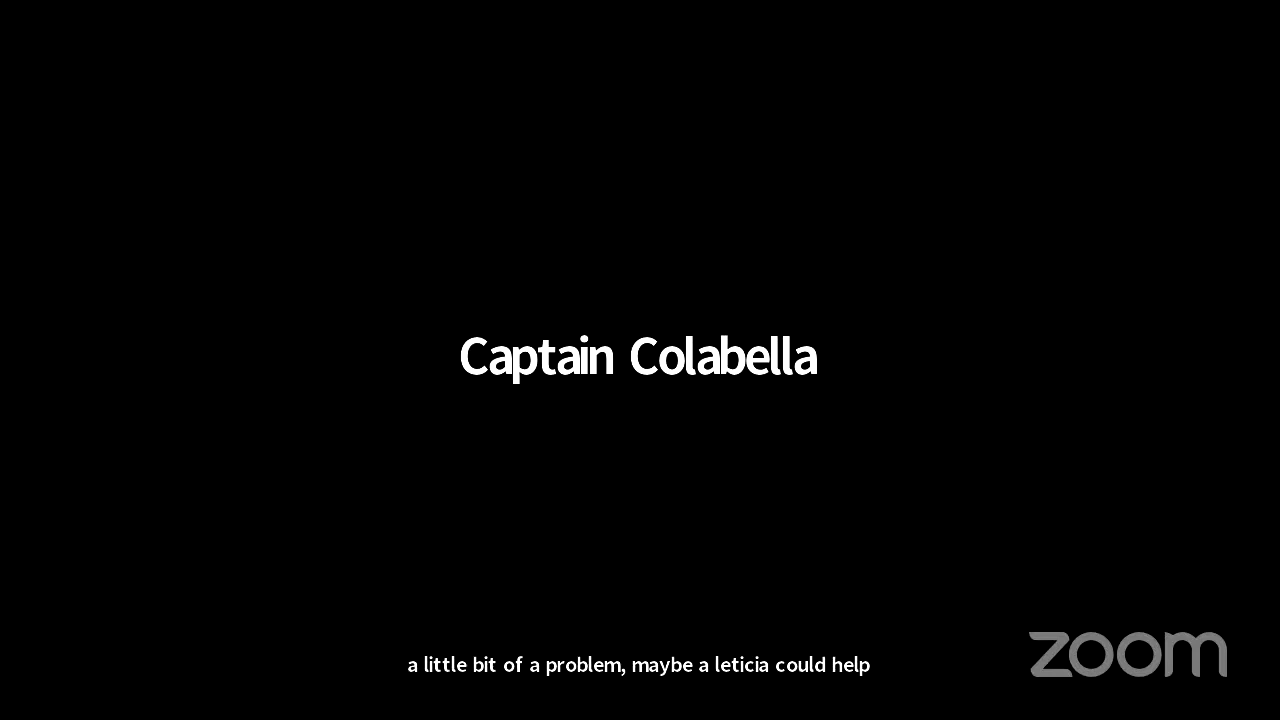 Captain Colabella
a little bit of a problem, maybe a leticia could help
zoom